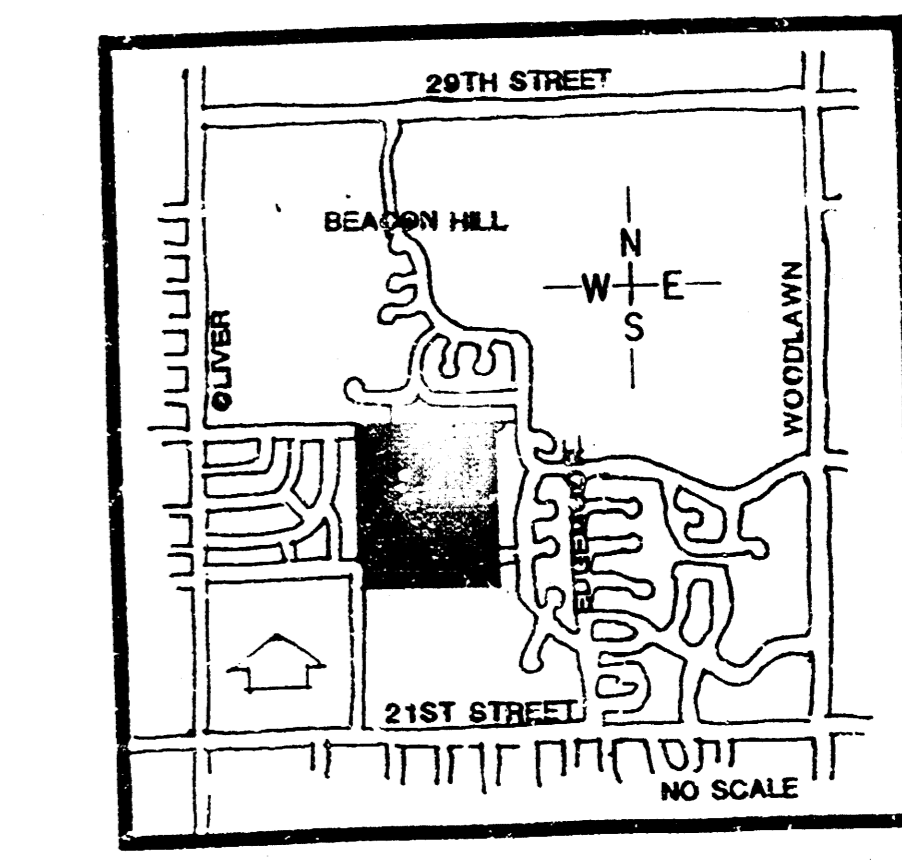 29TH STREET
BEACON HILL
N
W E
S
OLIVER
WOODLAWN
21ST STREET
NO SCALE